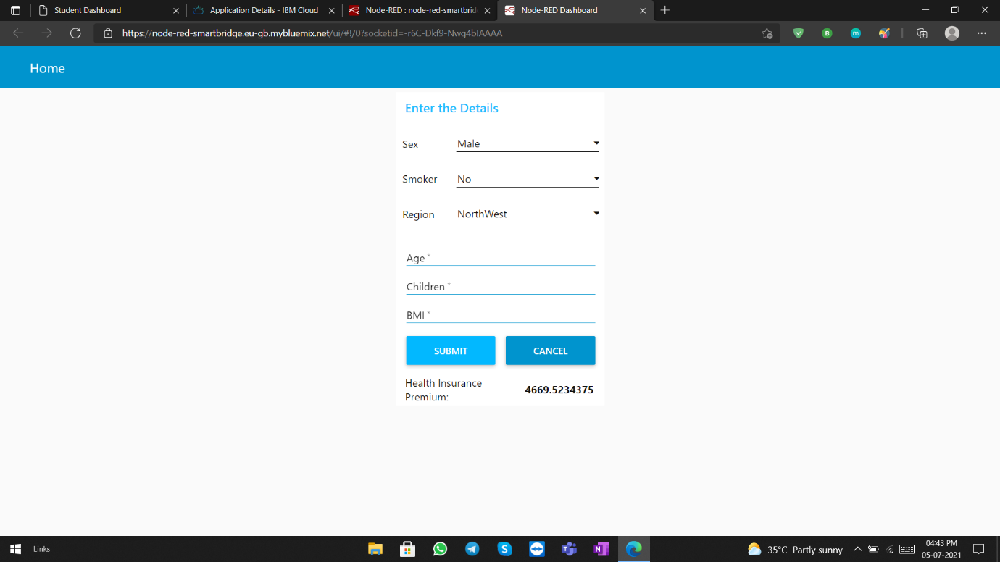 Student Dashboard
Application Details - IBM Cloud
Node-RED : node-red-smartbrid
Node-RED Dashboard
https://node-red-smartbridge.eu-gb.mybluemix.net/ui/#!/0?socketid=-r6C-Dkf9-Nwg4bIAAAA
B
m
Home
Enter the Details
Sex Male
Smoker No
Region NorthWest
Age *
Children *
BMI *
SUBMIT CANCEL
Health Insurance
Premium:
4669.5234375
Links
35°C Partly sunny
04:43 PM
05-07-2021